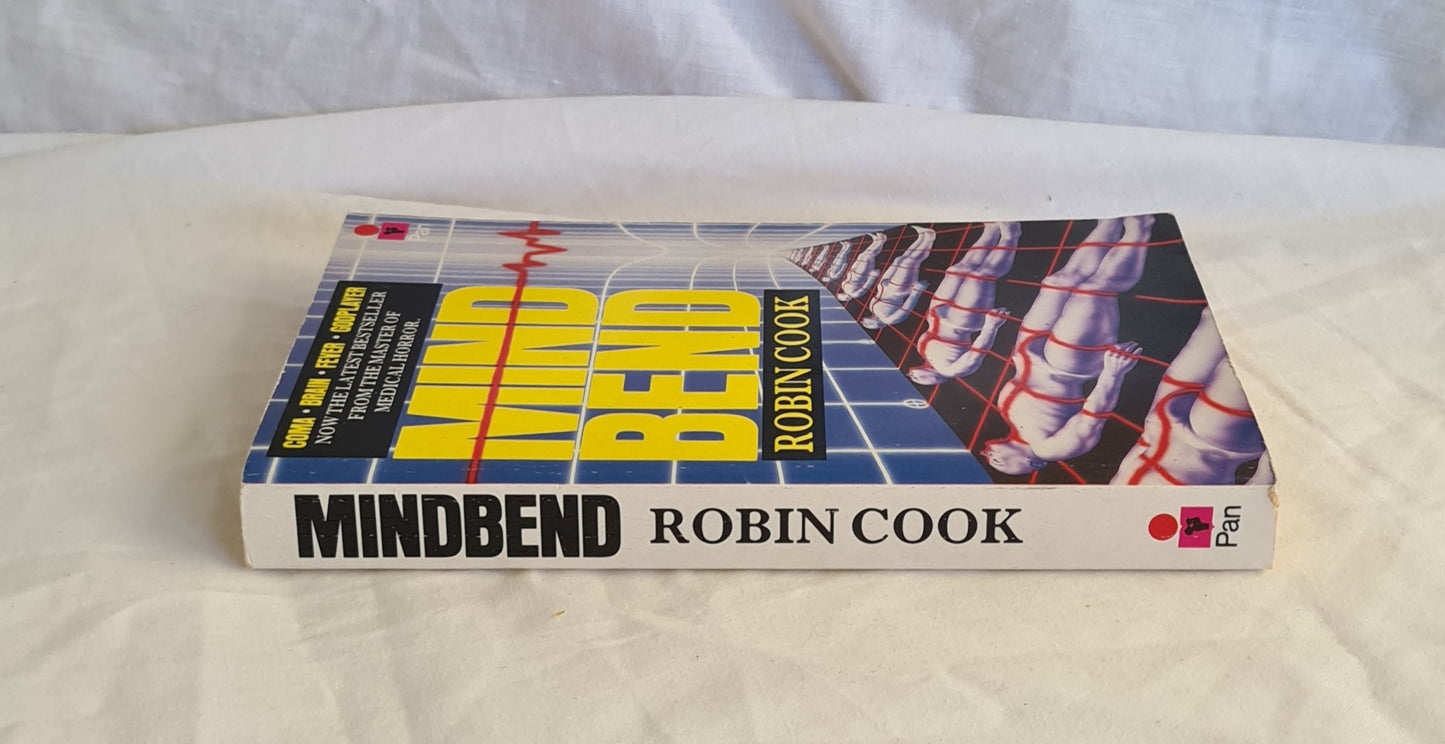 Pan
COMA • BRAIN • FEVER • GODPLAYER
NOW THE LATEST BESTSELLER
FROM THE MASTER OF
MEDICAL HORROR.
MIND
BEND
ROBIN COOK
MINDBEND ROBIN COOK Pan